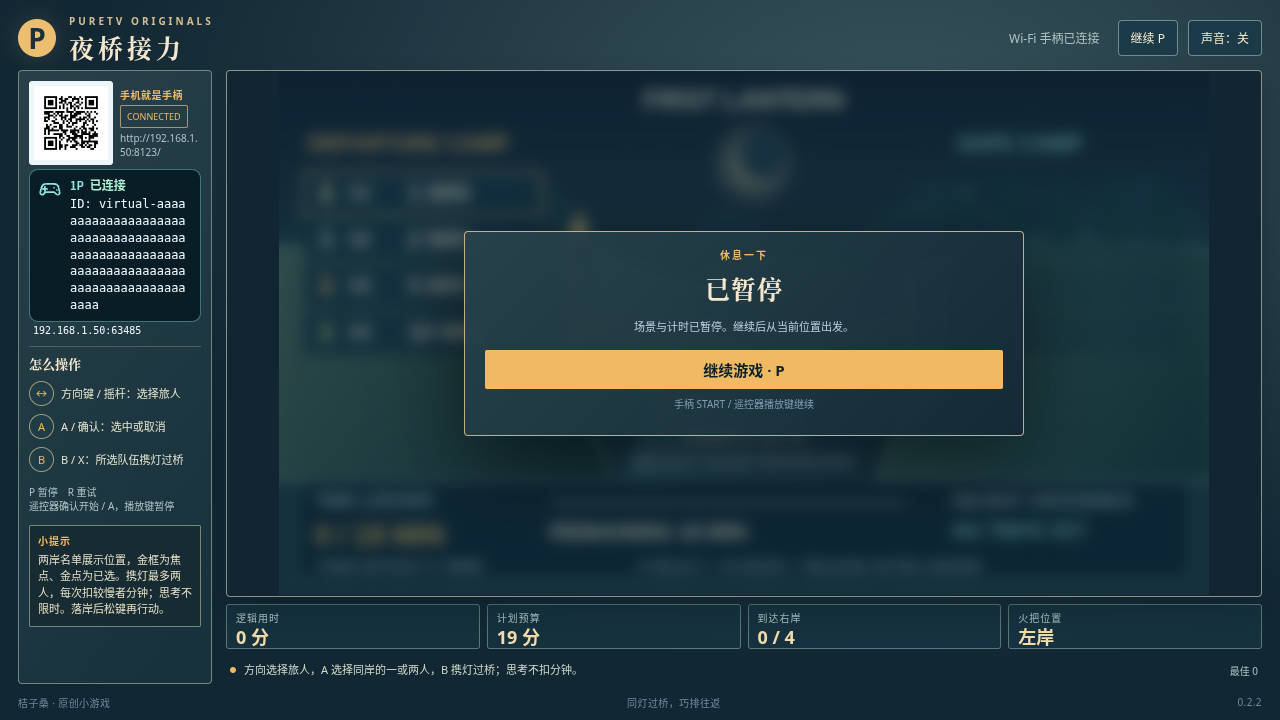 P
PURETV ORIGINALS
夜桥接力
Wi-Fi 手柄已连接
继续 P
声音：关
手机就是手柄
CONNECTED
http://192.168.1.
50:8123/
1P 已连接
ID: virtual-aaaa
aaaaaaaaaaaaaaaa
aaaaaaaaaaaaaaaa
aaaaaaaaaaaaaaaa
aaaaaaaaaaaaaaaa
aaaaaaaaaaaaaaaa
aaaa
192.168.1.50:63485
怎么操作
↔ 方向键 / 摇杆：选择旅人
A A / 确认：选中或取消
B B / X：所选队伍携灯过桥
P 暂停 R 重试
遥控器确认开始 / A，播放键暂停
小提示
两岸名单展示位置，金框为焦
点、金点为已选。携灯最多两
人，每次扣较慢者分钟；思考不
限时。落岸后松键再行动。
FIRST LANTERN
休息一下
已暂停
场景与计时已暂停。继续后从当前位置出发。
继续游戏 · P
手柄 START / 遥控器播放键继续
逻辑用时
0 分
计划预算
19 分
到达右岸
0 / 4
火把位置
左岸
方向选择旅人，A 选择同岸的一或两人，B 携灯过桥；思考不扣分钟。
最佳 0
桔子桑 · 原创小游戏
同灯过桥，巧排往返
0.2.2